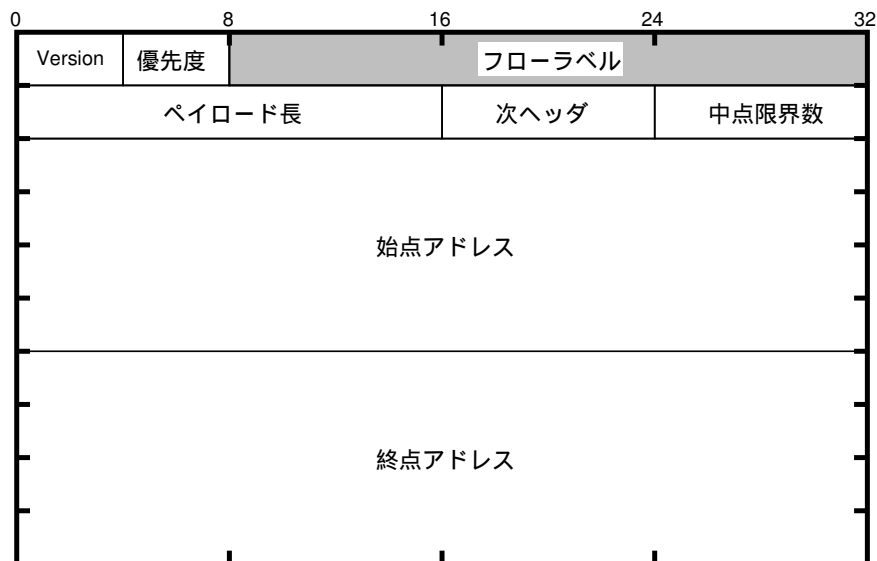 0 8 16 24 32
Version 優先度 フローラベル
ペイロード長 次ヘッダ 中点限界数
始点アドレス
終点アドレス